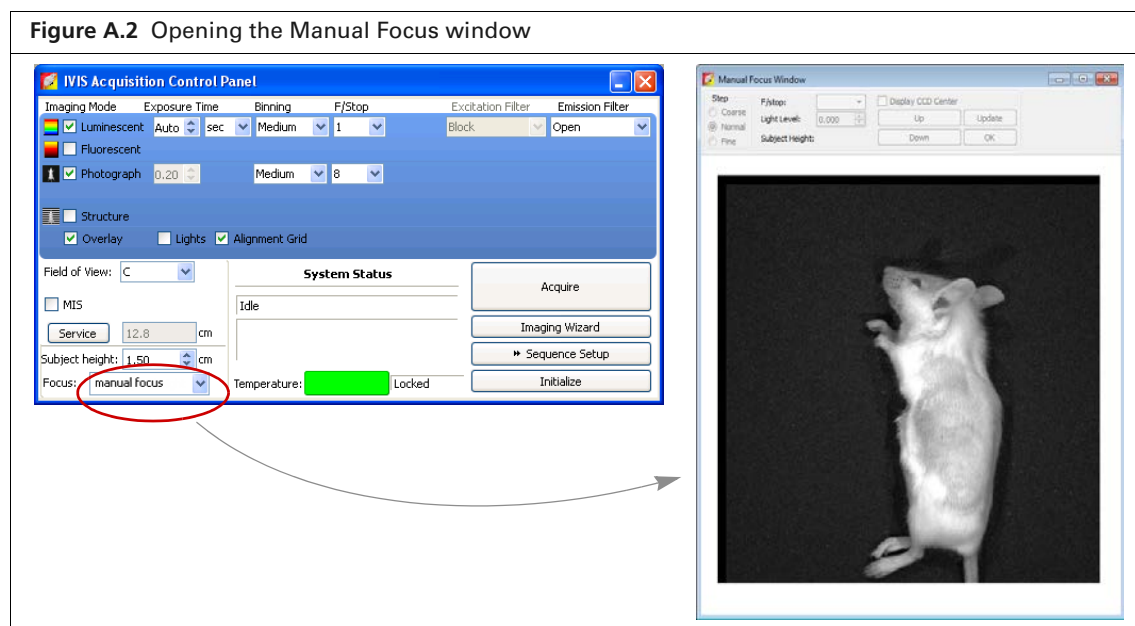 Figure A.2 Opening the Manual Focus window
IVIS Acquisition Control Panel
Imaging Mode Exposure Time Binning F/Stop Excitation Filter Emission Filter
Luminescent Auto sec Medium 1 Block Open
Fluorescent
Photograph 0.20 Medium 8
Structure
Overlay Lights Alignment Grid
Field of View: C
MIS
Service 12.8 cm
Subject height: 1.50 cm
Focus: manual focus
System Status
Idle
Temperature: Locked
Acquire
Imaging Wizard
Sequence Setup
Initialize
Manual Focus Window
Step F/stop: Display CCD Center
Coarse Light Level: 0.000 Up Update
Normal
Fine Subject Height: Down OK